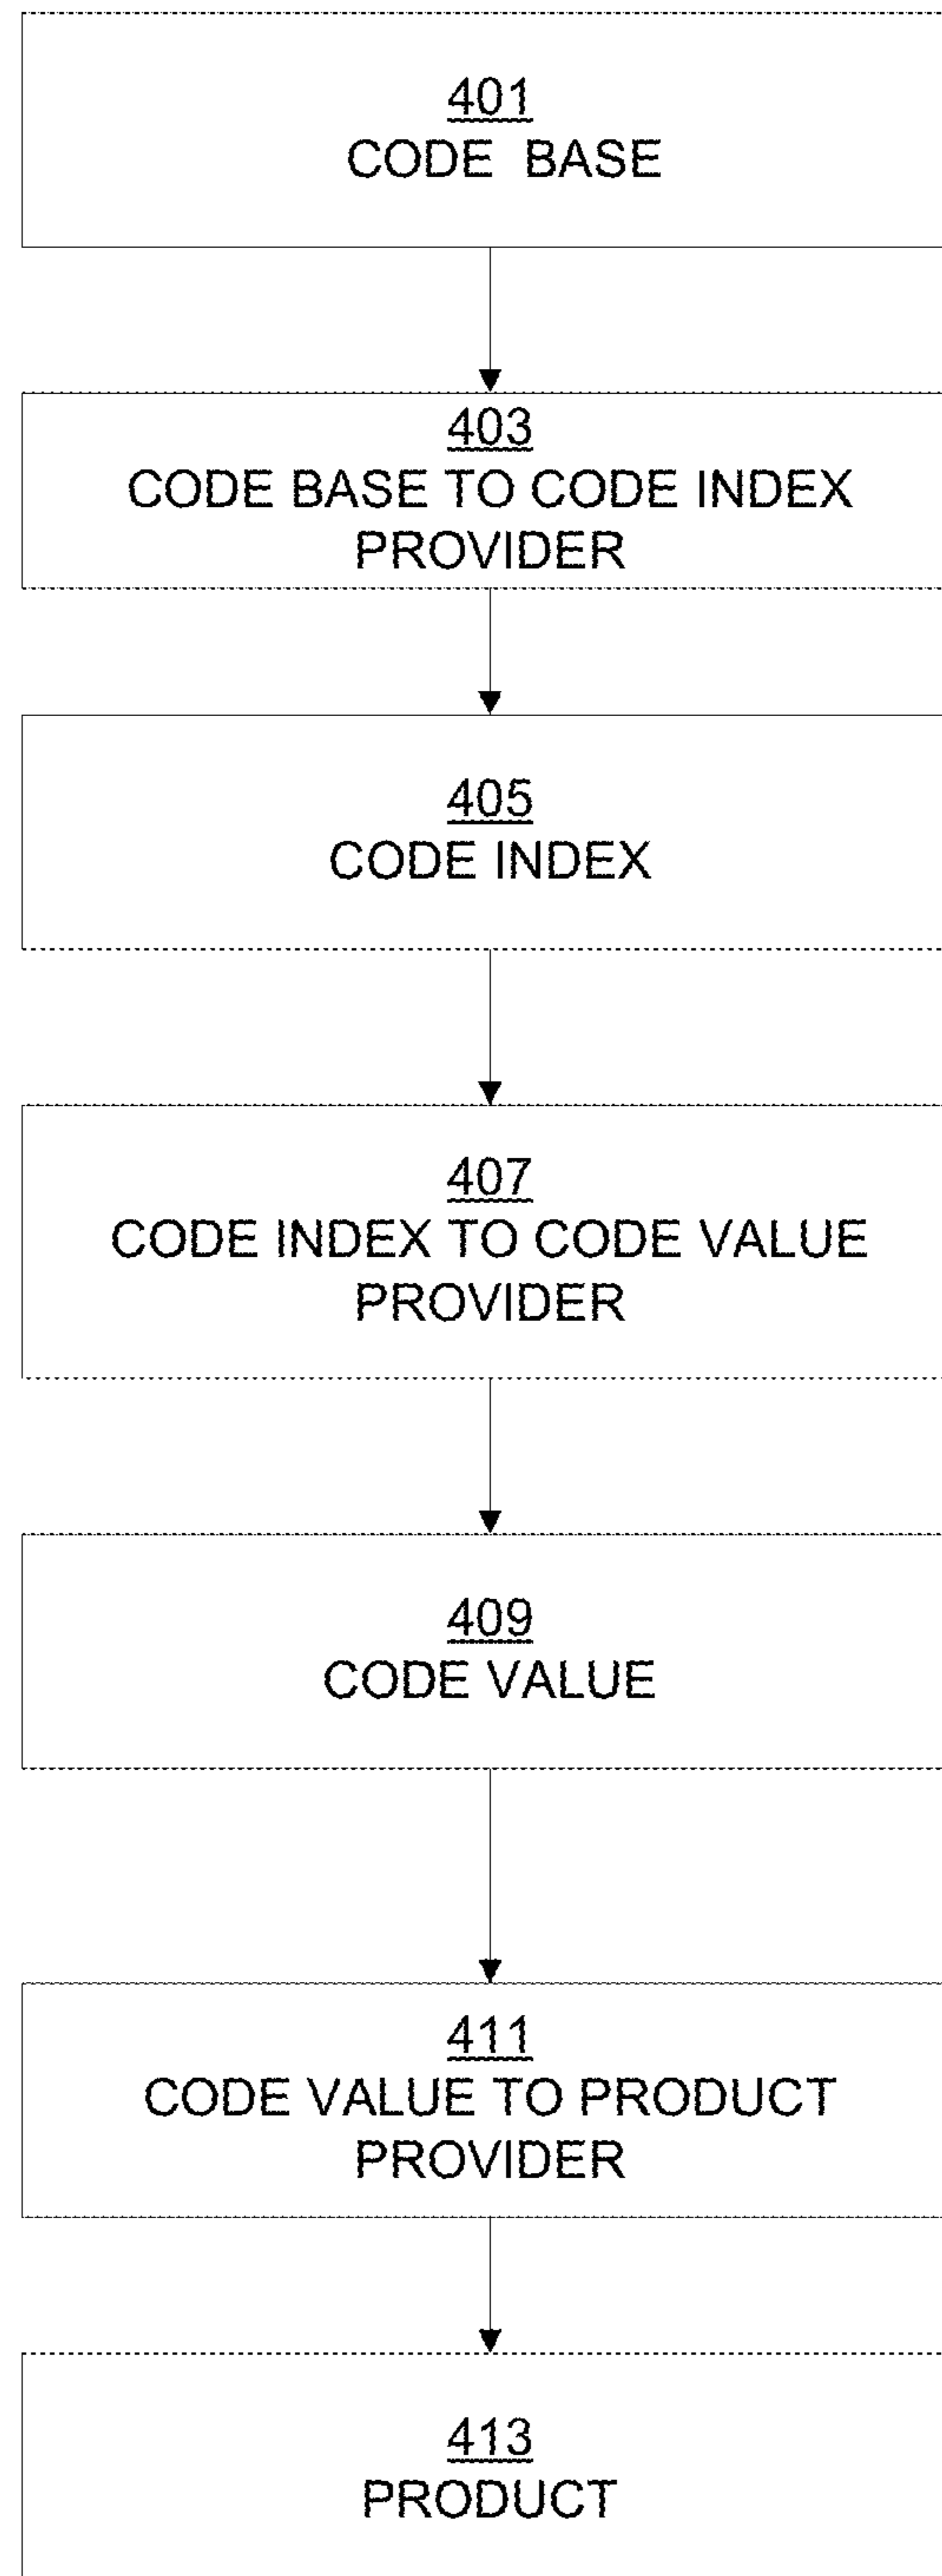 401
CODE BASE
403
CODE BASE TO CODE INDEX
PROVIDER
405
CODE INDEX
407
CODE INDEX TO CODE VALUE
PROVIDER
409
CODE VALUE
411
CODE VALUE TO PRODUCT
PROVIDER
413
PRODUCT